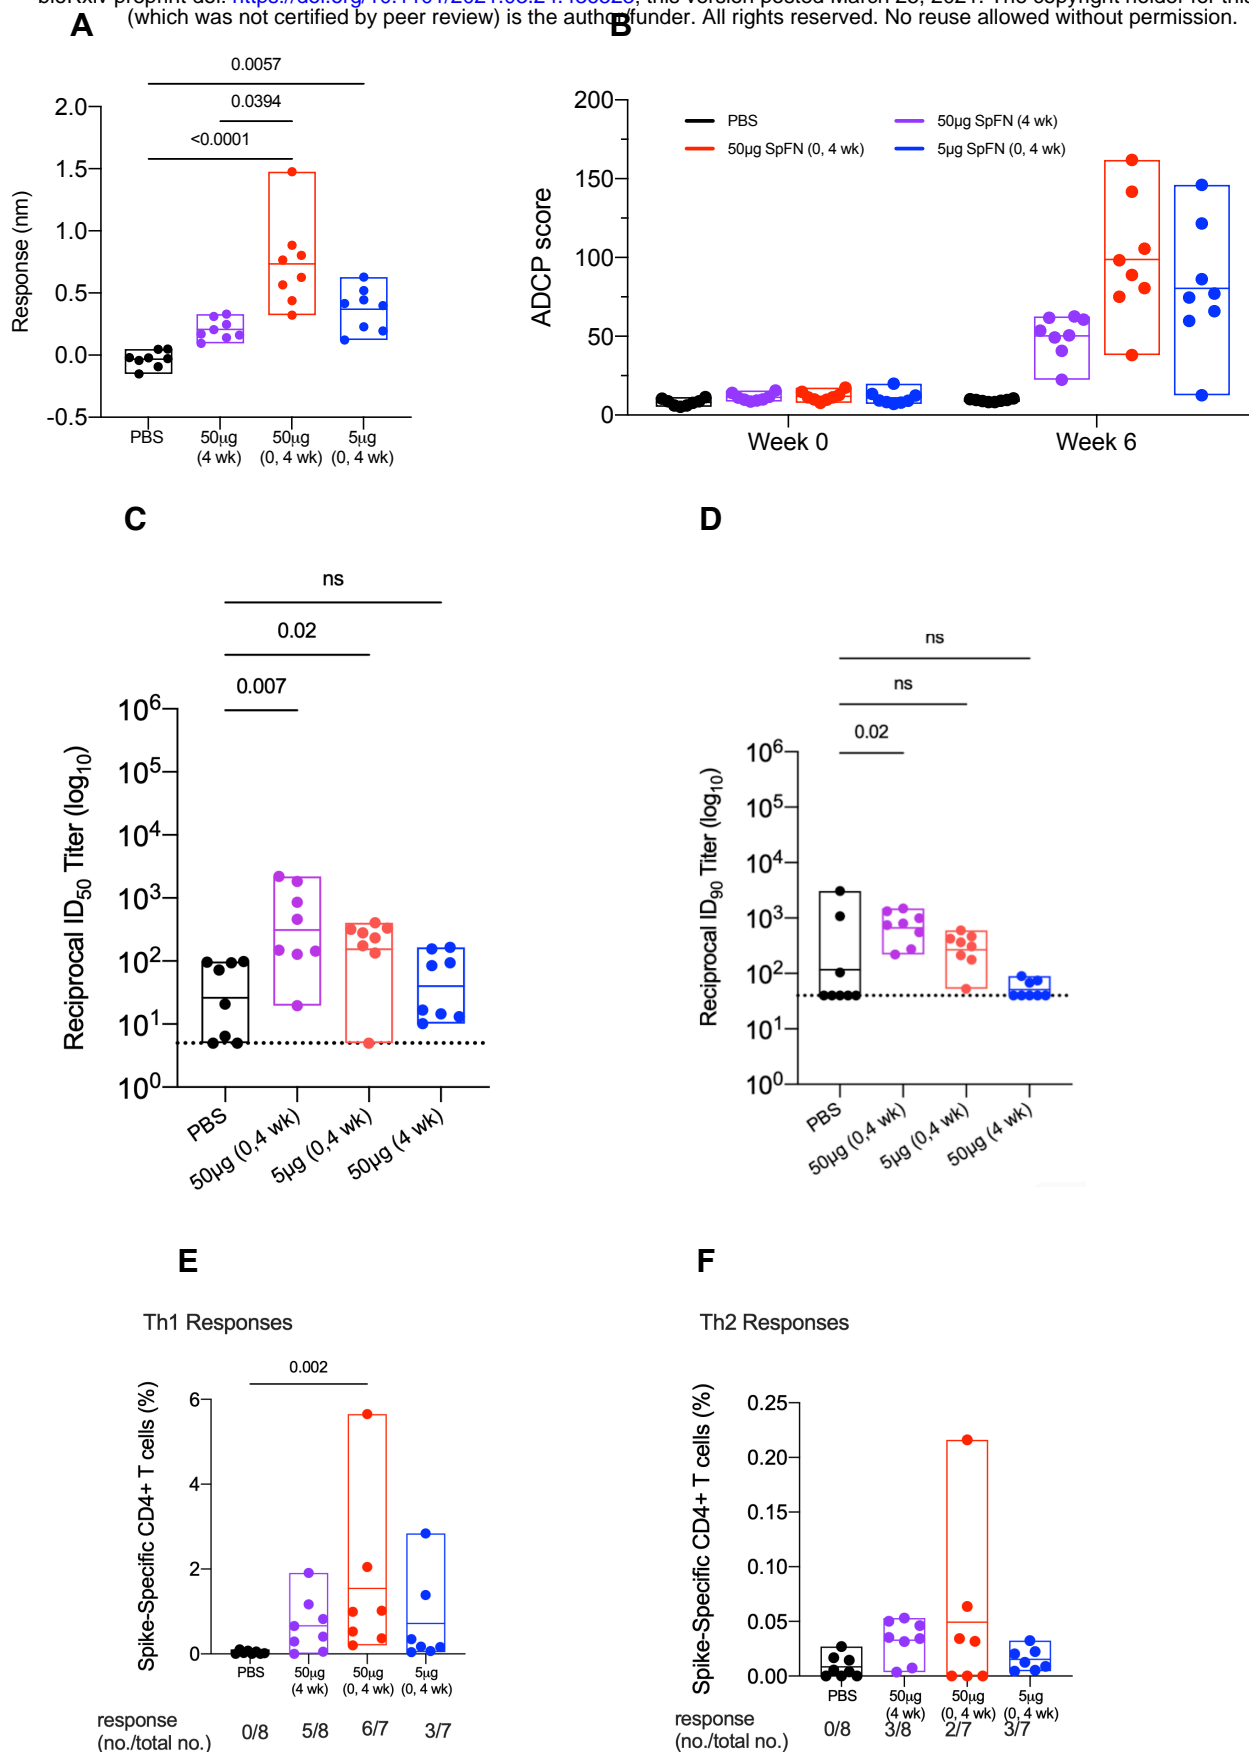 (which was not certified by peer review) is the author/funder. All rights reserved. No reuse allowed without permission.
A
0.0057
0.0394
<0.0001
Response (nm)
2.0
1.5
1.0
0.5
0.0
-0.5
PBS
50µg
(4 wk)
50µg
(0, 4 wk)
5µg
(0, 4 wk)
B
ADCP score
200
150
100
50
0
PBS
50µg SpFN (0, 4 wk)
50µg SpFN (4 wk)
5µg SpFN (0, 4 wk)
Week 0
Week 6
C
ns
0.02
0.007
Reciprocal ID50 Titer (log10)
10^6
10^5
10^4
10^3
10^2
10^1
10^0
PBS
50µg (0,4 wk)
5µg (0,4 wk)
50µg (4 wk)
D
ns
ns
0.02
Reciprocal ID90 Titer (log10)
10^6
10^5
10^4
10^3
10^2
10^1
10^0
PBS
50µg (0,4 wk)
5µg (0,4 wk)
50µg (4 wk)
E
Th1 Responses
0.002
Spike-Specific CD4+ T cells (%)
6
4
2
0
PBS
50µg
(4 wk)
50µg
(0, 4 wk)
5µg
(0, 4 wk)
response
(no./total no.)
0/8
5/8
6/7
3/7
F
Th2 Responses
Spike-Specific CD4+ T cells (%)
0.25
0.20
0.15
0.10
0.05
0.00
PBS
50µg
(4 wk)
50µg
(0, 4 wk)
5µg
(0, 4 wk)
response
(no./total no.)
0/8
3/8
2/7
3/7